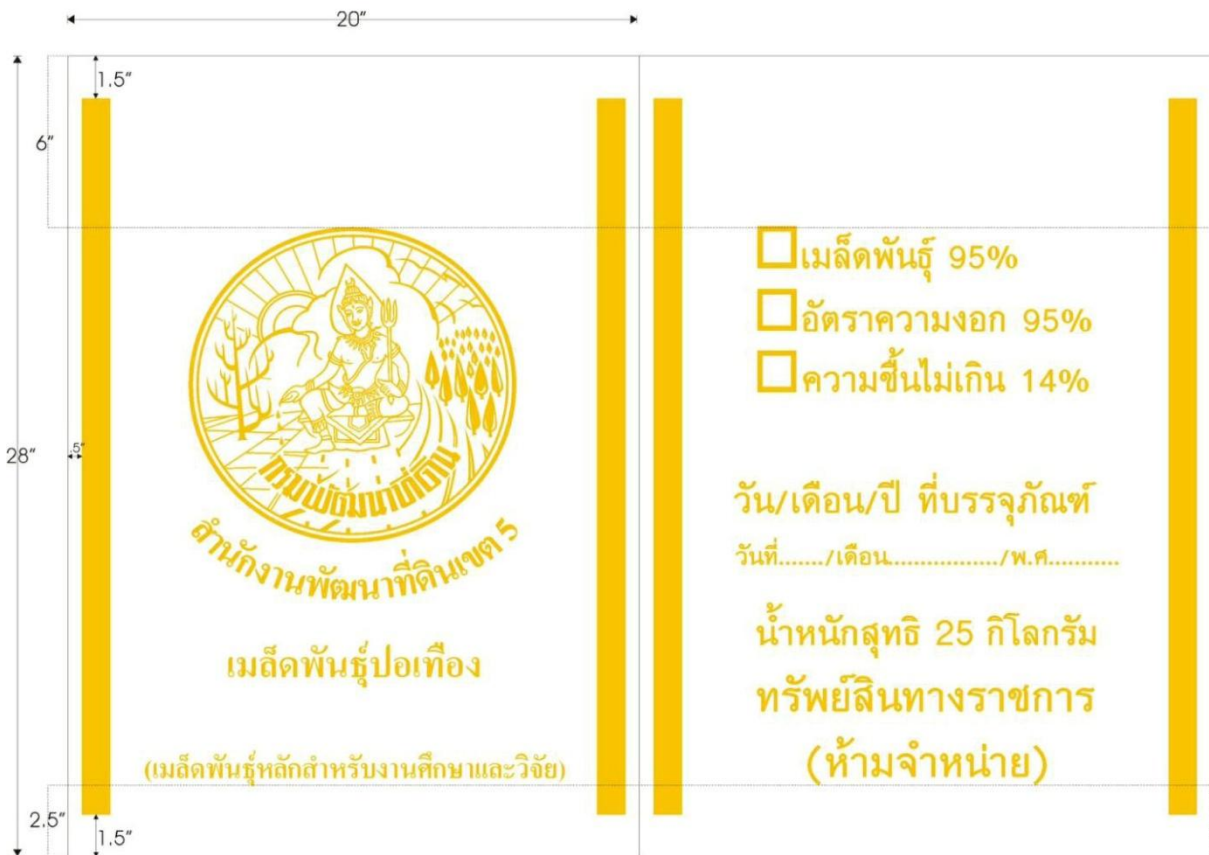 20"
1.5"
6"
28"
.5"
2.5"
1.5"
กรมพัฒนาที่ดิน
สำนักงานพัฒนาที่ดินเขต 5
เมล็ดพันธุ์ปอเทือง
(เมล็ดพันธุ์หลักสำหรับงานศึกษาและวิจัย)
เมล็ดพันธุ์ 95%
อัตราความงอก 95%
ความชื้นไม่เกิน 14%
วัน/เดือน/ปี ที่บรรจุภัณฑ์
วันที่......./เดือน................./พ.ศ...........
น้ำหนักสุทธิ 25 กิโลกรัม
ทรัพย์สินทางราชการ
(ห้ามจำหน่าย)